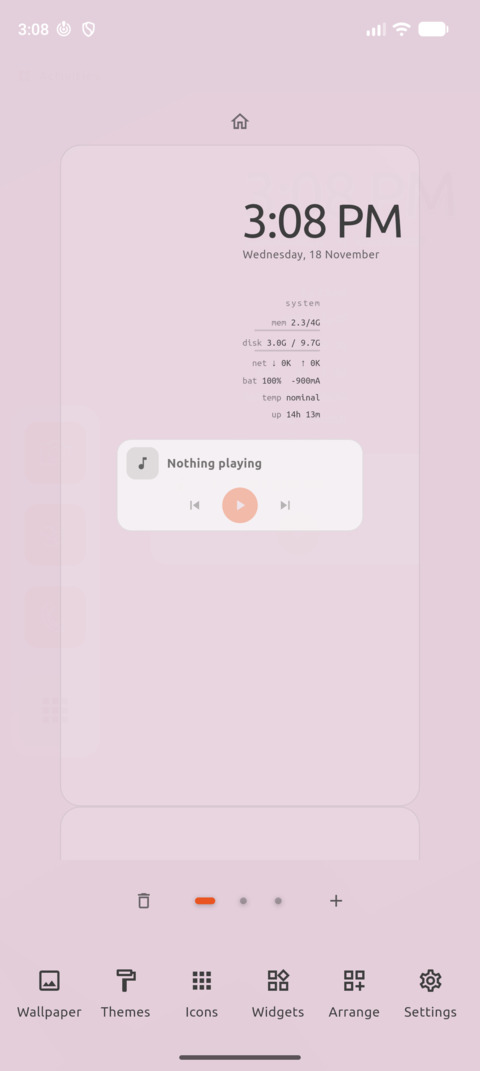 3:08
3:08 PM
Wednesday, 18 November
system
mem 2.3/4G
disk 3.0G / 9.7G
net ↓ 0K ↑ 0K
bat 100% -900mA
temp nominal
up 14h 13m
Nothing playing
Wallpaper Themes Icons Widgets Arrange Settings